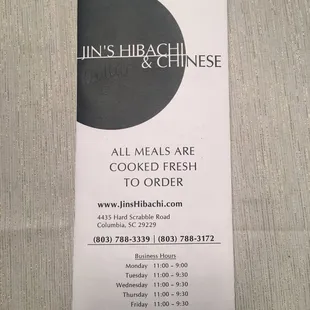 JIN'S HIBACHI
& CHINESE
ALL MEALS ARE
COOKED FRESH
TO ORDER
www.JinsHibachi.com
4435 Hard Scrabble Road
Columbia, SC 29229
(803) 788-3339 | (803) 788-3172
Business Hours
Monday 11:00 – 9:00
Tuesday 11:00 – 9:30
Wednesday 11:00 – 9:30
Thursday 11:00 – 9:30
Friday 11:00 – 9:30